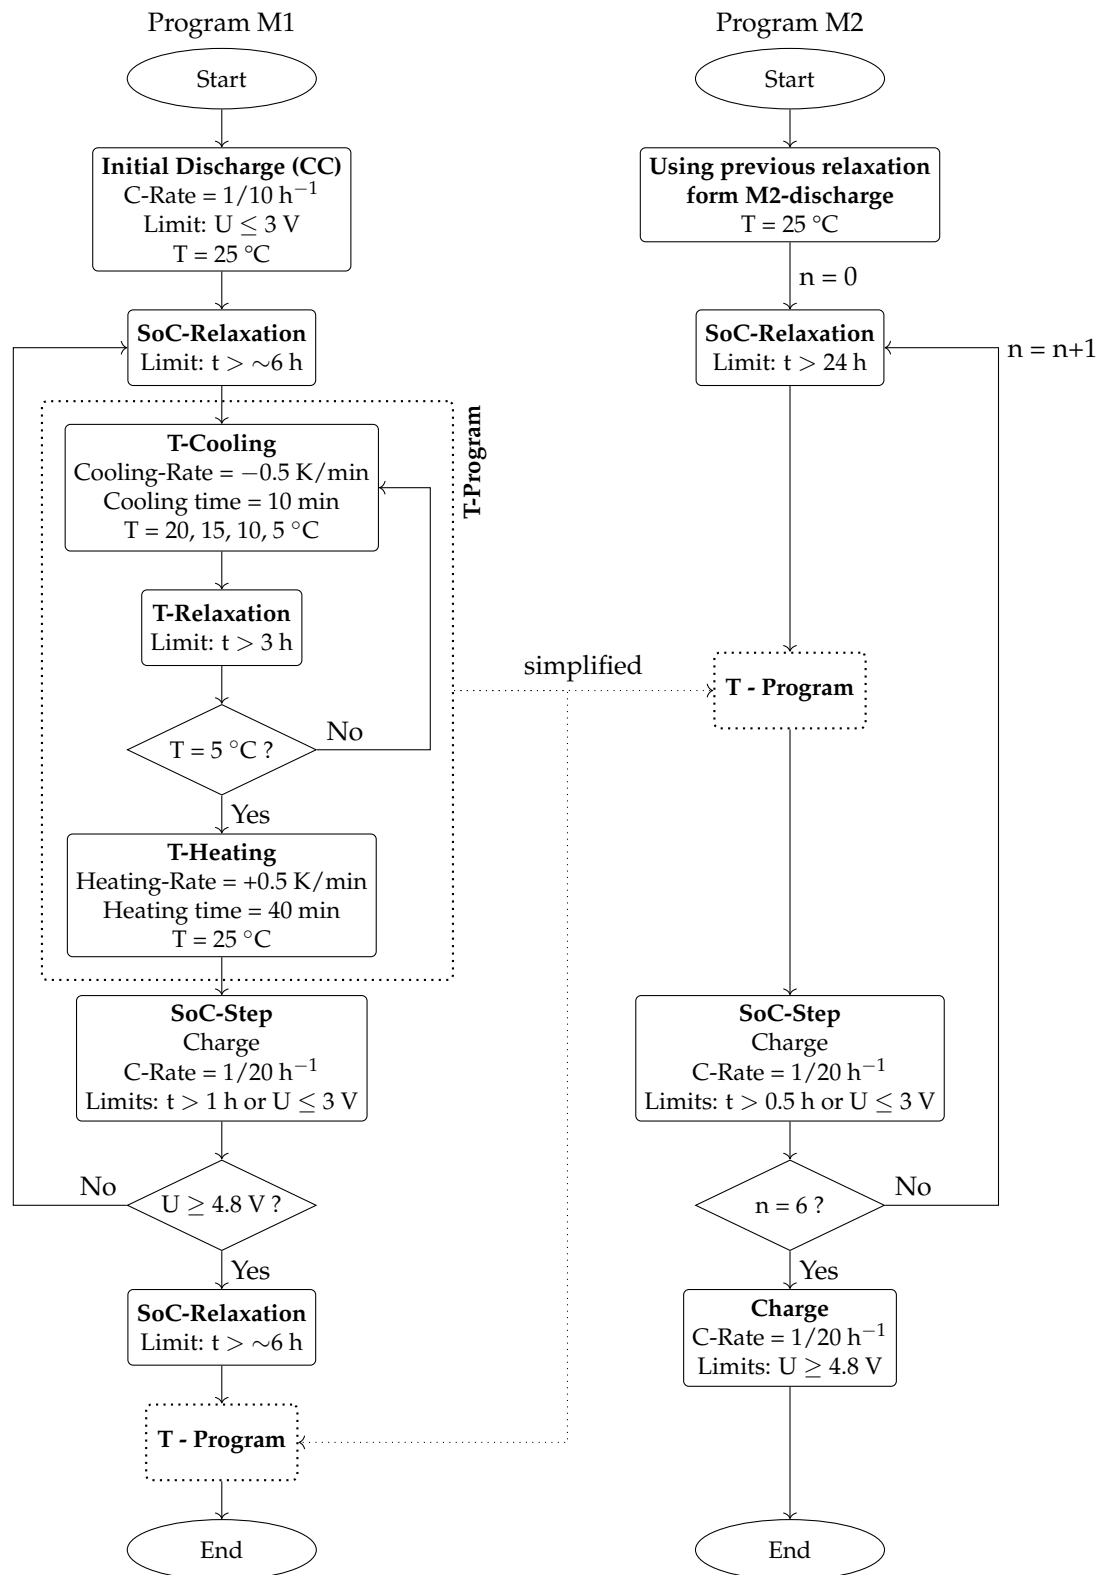 Program M1
Start
Initial Discharge (CC)
C-Rate = 1/10 h⁻¹
Limit: U ≤ 3 V
T = 25 °C
SoC-Relaxation
Limit: t > ∼6 h
T-Program
T-Cooling
Cooling-Rate = −0.5 K/min
Cooling time = 10 min
T = 20, 15, 10, 5 °C
T-Relaxation
Limit: t > 3 h
T = 5 °C ?
No
Yes
T-Heating
Heating-Rate = +0.5 K/min
Heating time = 40 min
T = 25 °C
SoC-Step
Charge
C-Rate = 1/20 h⁻¹
Limits: t > 1 h or U ≤ 3 V
No
U ≥ 4.8 V ?
Yes
SoC-Relaxation
Limit: t > ∼6 h
T - Program
End
simplified
Program M2
Start
Using previous relaxation
form M2-discharge
T = 25 °C
n = 0
SoC-Relaxation
Limit: t > 24 h
n = n+1
T - Program
SoC-Step
Charge
C-Rate = 1/20 h⁻¹
Limits: t > 0.5 h or U ≤ 3 V
n = 6 ?
No
Yes
Charge
C-Rate = 1/20 h⁻¹
Limits: U ≥ 4.8 V
End